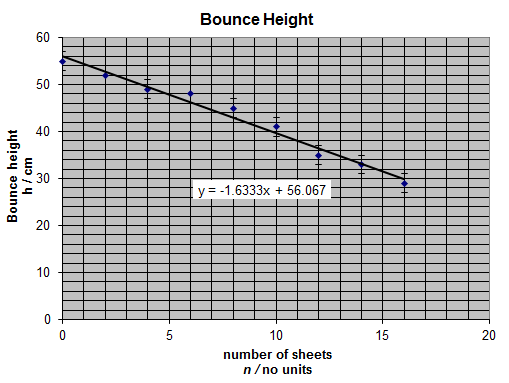 Bounce Height
60
50
40
30
20
10
0
Bounce height
h / cm
y = -1.6333x + 56.067
0 5 10 15 20
number of sheets
n / no units